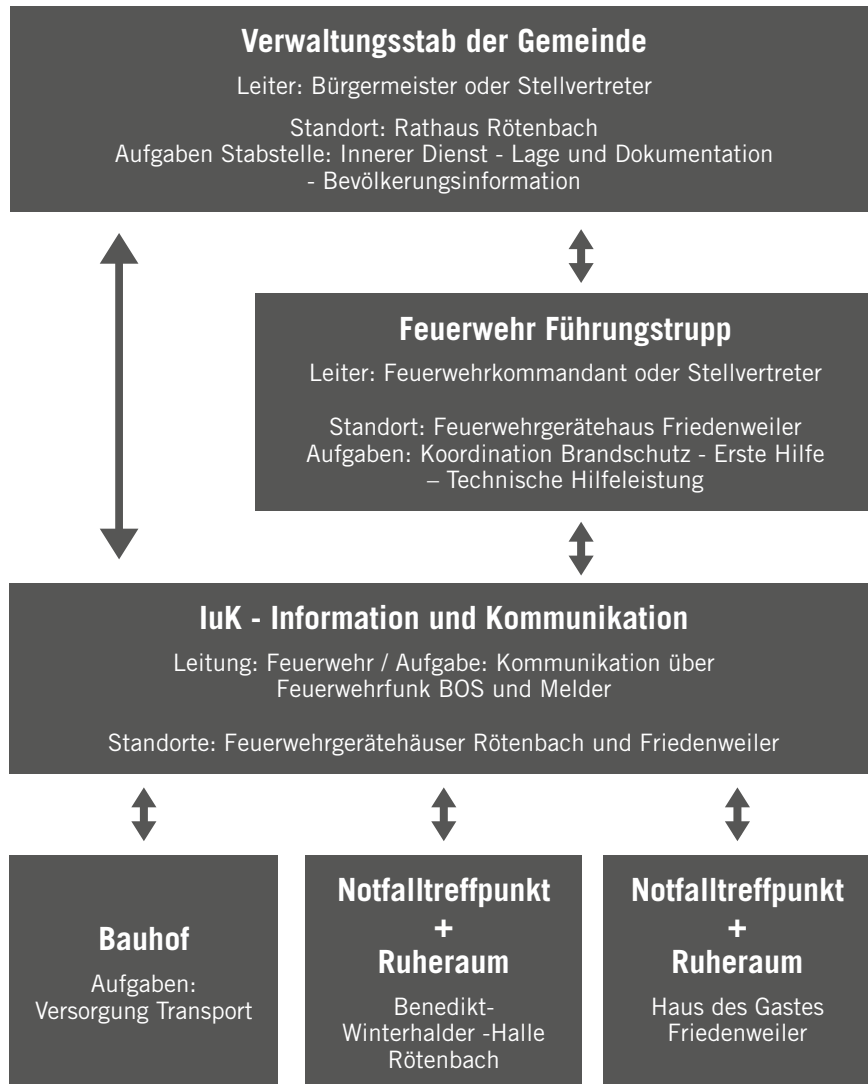 Verwaltungsstab der Gemeinde
Leiter: Bürgermeister oder Stellvertreter
Standort: Rathaus Rötenbach
Aufgaben Stabstelle: Innerer Dienst - Lage und Dokumentation
- Bevölkerungsinformation
Feuerwehr Führungstrupp
Leiter: Feuerwehrkommandant oder Stellvertreter
Standort: Feuerwehrgerätehaus Friedenweiler
Aufgaben: Koordination Brandschutz - Erste Hilfe
– Technische Hilfeleistung
IuK - Information und Kommunikation
Leitung: Feuerwehr / Aufgabe: Kommunikation über
Feuerwehrfunk BOS und Melder
Standorte: Feuerwehrgerätehäuser Rötenbach und Friedenweiler
Bauhof
Aufgaben:
Versorgung Transport
Notfalltreffpunkt
+
Ruheraum
Benedikt-
Winterhalder -Halle
Rötenbach
Notfalltreffpunkt
+
Ruheraum
Haus des Gastes
Friedenweiler